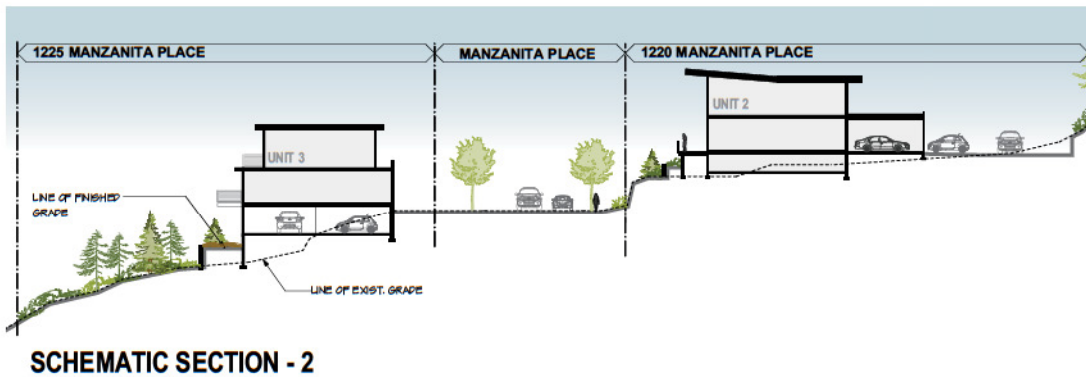 1225 MANZANITA PLACE
MANZANITA PLACE
1220 MANZANITA PLACE
UNIT 2
UNIT 3
LINE OF FINISHED
GRADE
LINE OF EXIST. GRADE
SCHEMATIC SECTION - 2